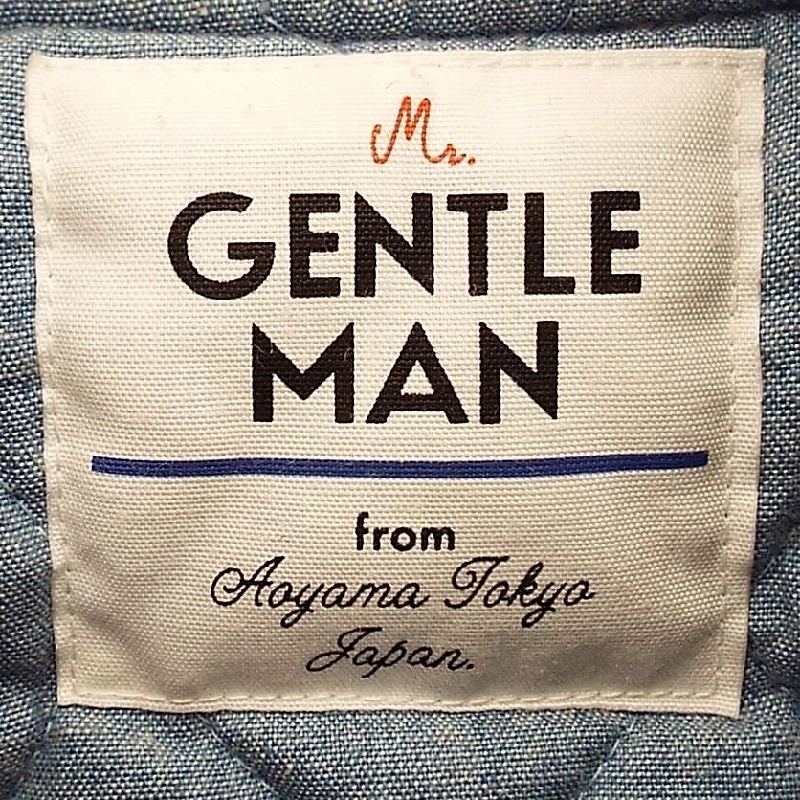 Mr.
GENTLE
MAN
from
Aoyama Tokyo
Japan.